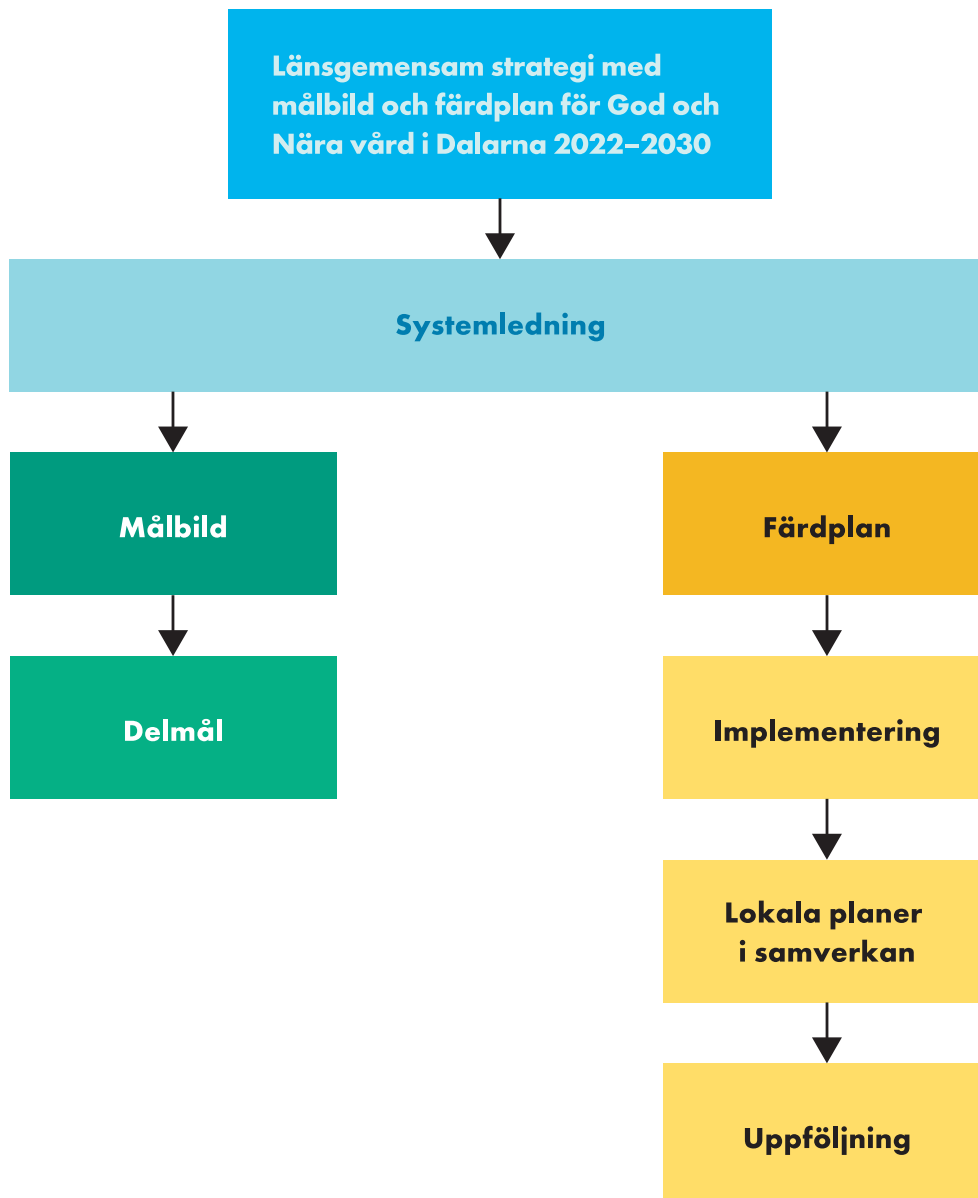 Länsgemensam strategi med
målbild och färdplan för God och
Nära vård i Dalarna 2022–2030
Systemledning
Målbild
Färdplan
Delmål
Implementering
Lokala planer
i samverkan
Uppföljning